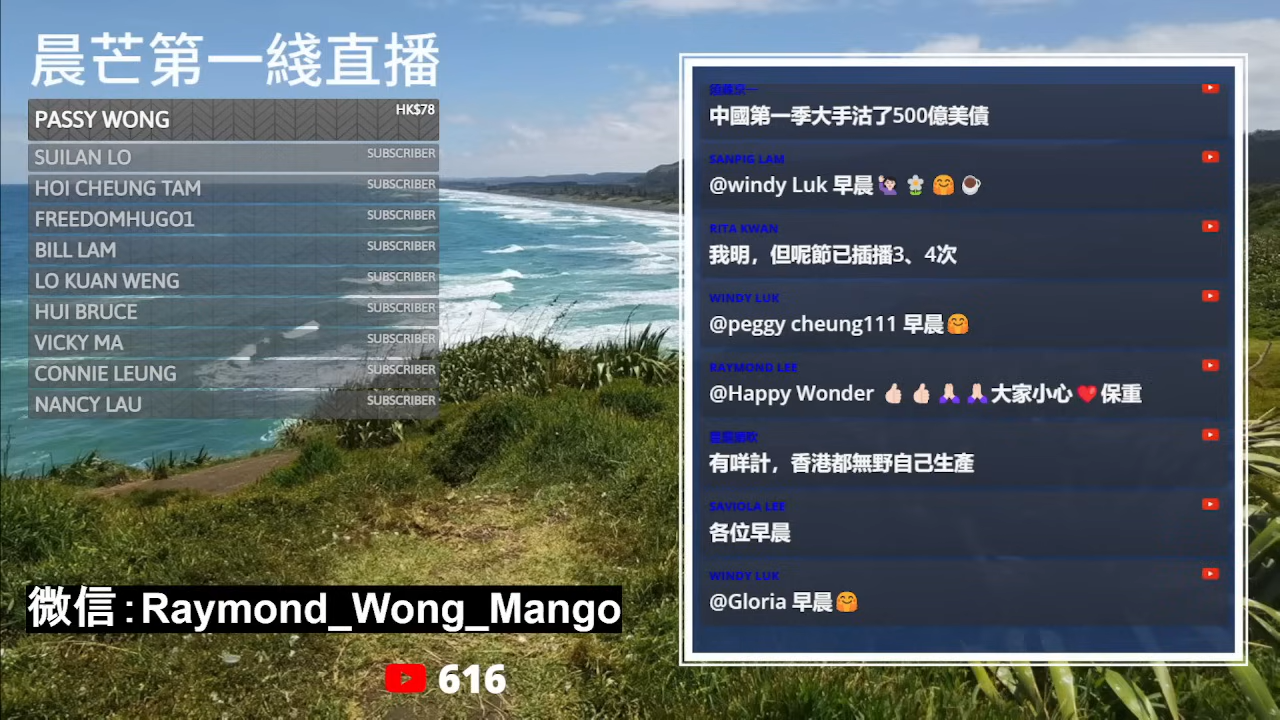 晨芒第一綫直播
PASSY WONG HK$78
SUILAN LO SUBSCRIBER
HOI CHEUNG TAM SUBSCRIBER
FREEDOMHUGO1 SUBSCRIBER
BILL LAM SUBSCRIBER
LO KUAN WENG SUBSCRIBER
HUI BRUCE SUBSCRIBER
VICKY MA SUBSCRIBER
CONNIE LEUNG SUBSCRIBER
NANCY LAU SUBSCRIBER
微信:Raymond_Wong_Mango
616
中國第一季大手沽了500億美債
SANPIG LAM
@windy Luk 早晨🙋🏻‍♀️ 🌼 🤗 ☕
RITA KWAN
我明，但呢節已插播3、4次
WINDY LUK
@peggy cheung111 早晨🤗
RAYMOND LEE
@Happy Wonder 👍🏻 👍🏻 🙏🏻 🙏🏻大家小心❤️保重
有咩計，香港都無野自己生產
SAVIOLA LEE
各位早晨
WINDY LUK
@Gloria 早晨🤗